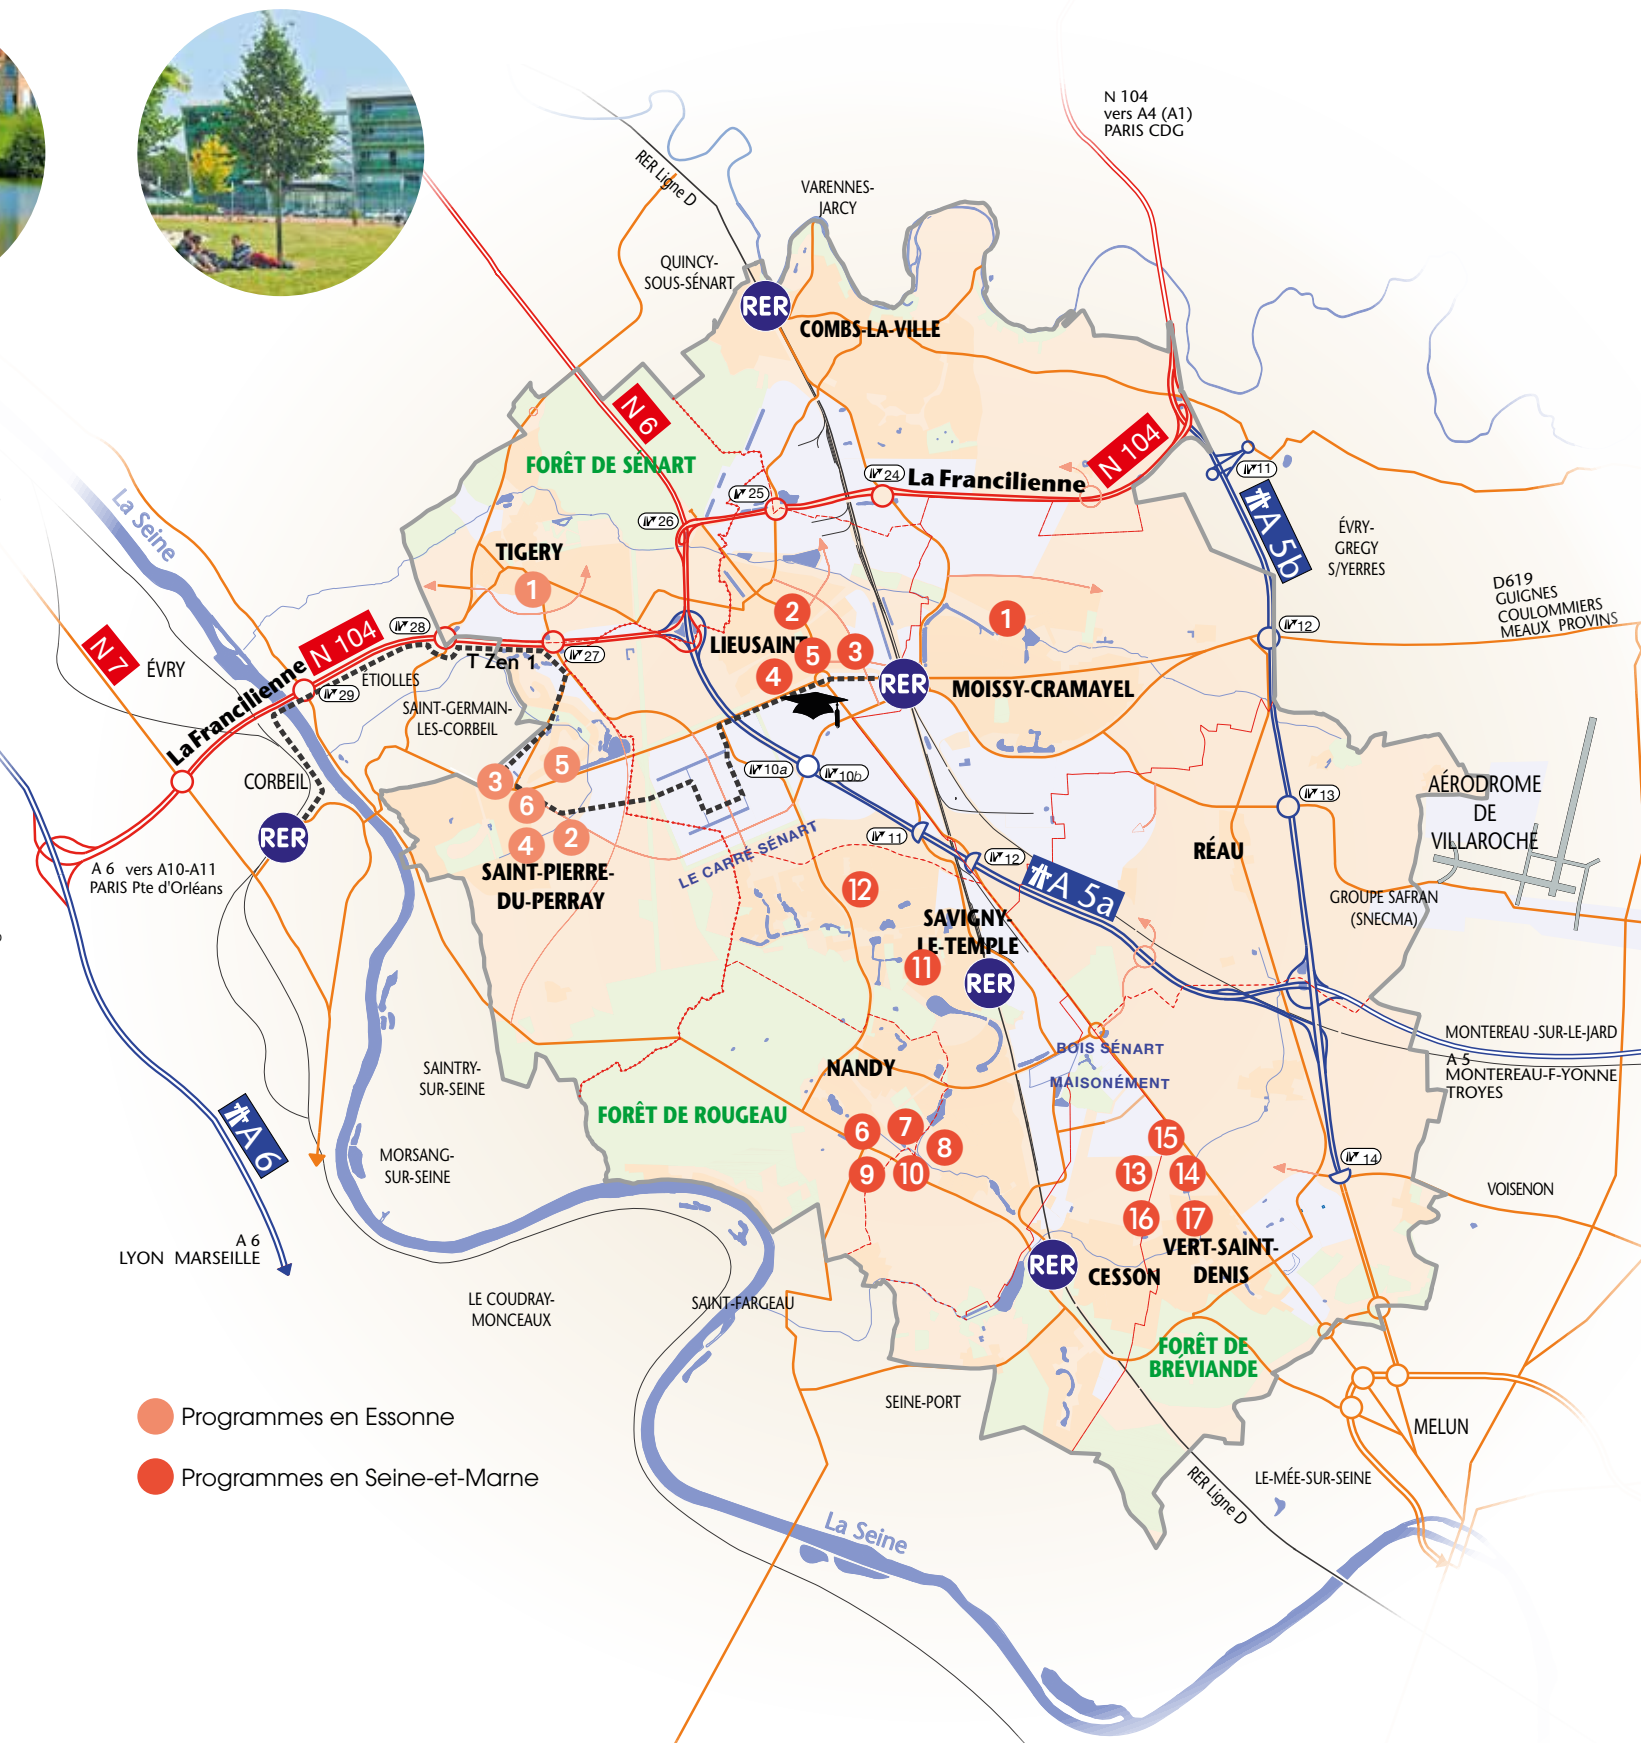 N 104
vers A4 (A1)
PARIS CDG
RER Ligne D
VARENNES-
JARCY
QUINCY-
SOUS-SÉNART
RER
COMBS-LA-VILLE
N 6
N 104
FORÊT DE SÉNART
La Francilienne
24
25
26
11
A 5b
ÉVRY-
GREGY
S/YERRES
La Seine
TIGERY
1
D619
GUIGNES
COULOMMIERS
MEAUX PROVINS
2
1
12
28
N 104
N 7
ÉVRY
T Zen 1
27
LIEUSAINT
5
3
4
RER
MOISSY-CRAMAYEL
La Francilienne
29
ETIOLLES
SAINT-GERMAIN-
LES-CORBEIL
5
3
6
4
2
SAINT-PIERRE-
DU-PERRAY
CORBEIL
RER
10a
10b
13
AÉRODROME
DE
VILLAROCHE
LE CARRÉ SÉNART
11
12
A 5a
RÉAU
A 6 vers A10-A11
PARIS Pte d'Orléans
GROUPE SAFRAN
(SNECMA)
12
SAVIGNY-
LE-TEMPLE
11
RER
MONTEREAU -SUR-LE-JARD
A 5
MONTEREAU-F-YONNE
TROYES
BOIS SÉNART
MAISONÉMENT
NANDY
SAINTRY-
SUR-SEINE
FORÊT DE ROUGEAU
A 6
6
7
8
9
10
15
13
14
16
17
14
MORSANG-
SUR-SEINE
VOISENON
A 6
LYON MARSEILLE
VERT-SAINT-
DENIS
RER
CESSON
LE COUDRAY-
MONCEAUX
SAINT-FARGEAU
FORÊT DE
BRÉVIANDE
SEINE-PORT
MELUN
Programmes en Essonne
Programmes en Seine-et-Marne
RER Ligne D
LE-MÉE-SUR-SEINE
La Seine